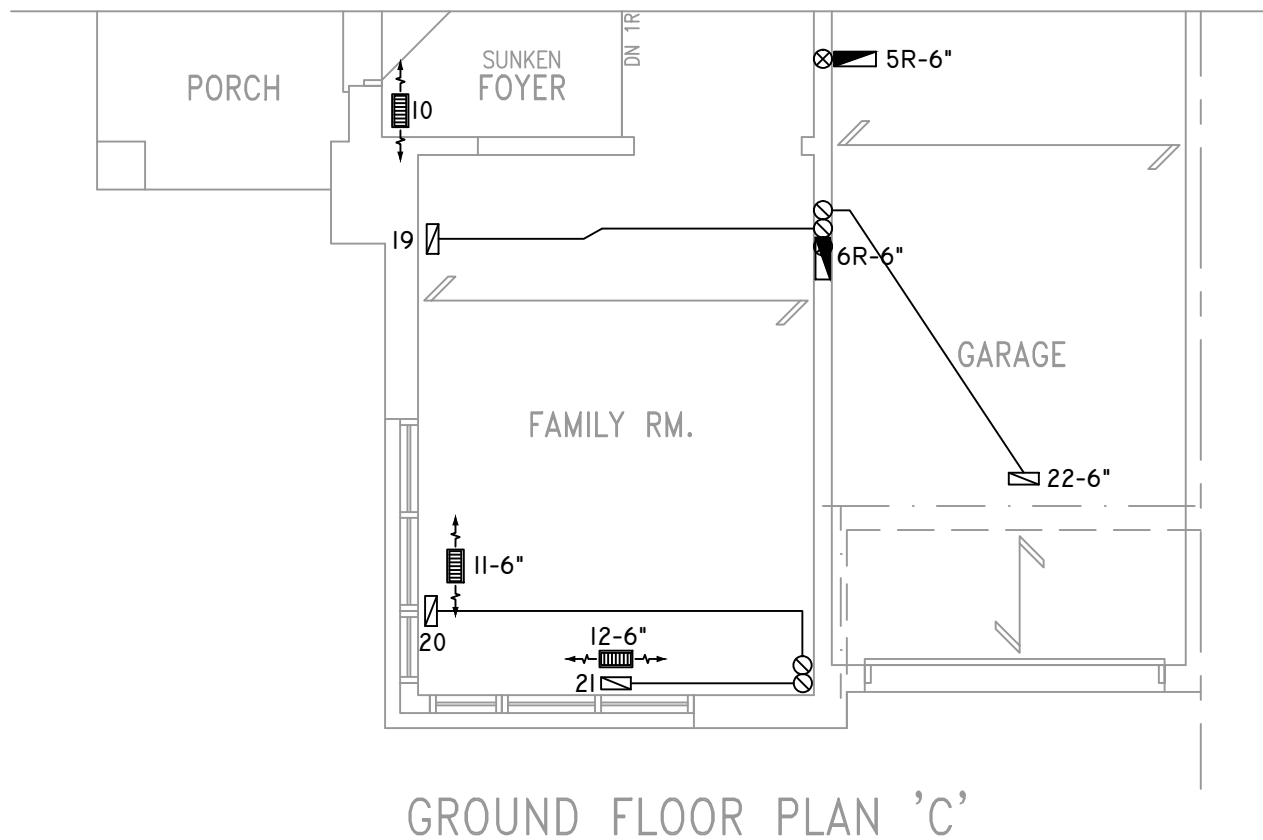 DN 1R
5R-6"
SUNKEN
PORCH
FOYER
10
19
6R-6"
GARAGE
FAMILY RM.
22-6"
11-6"
12-6"
20
21
GROUND FLOOR PLAN 'C'